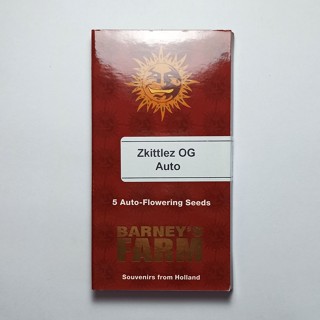 Zkittlez OG
Auto
5 Auto-Flowering Seeds
BARNEY'S
FARM
Souvenirs from Holland